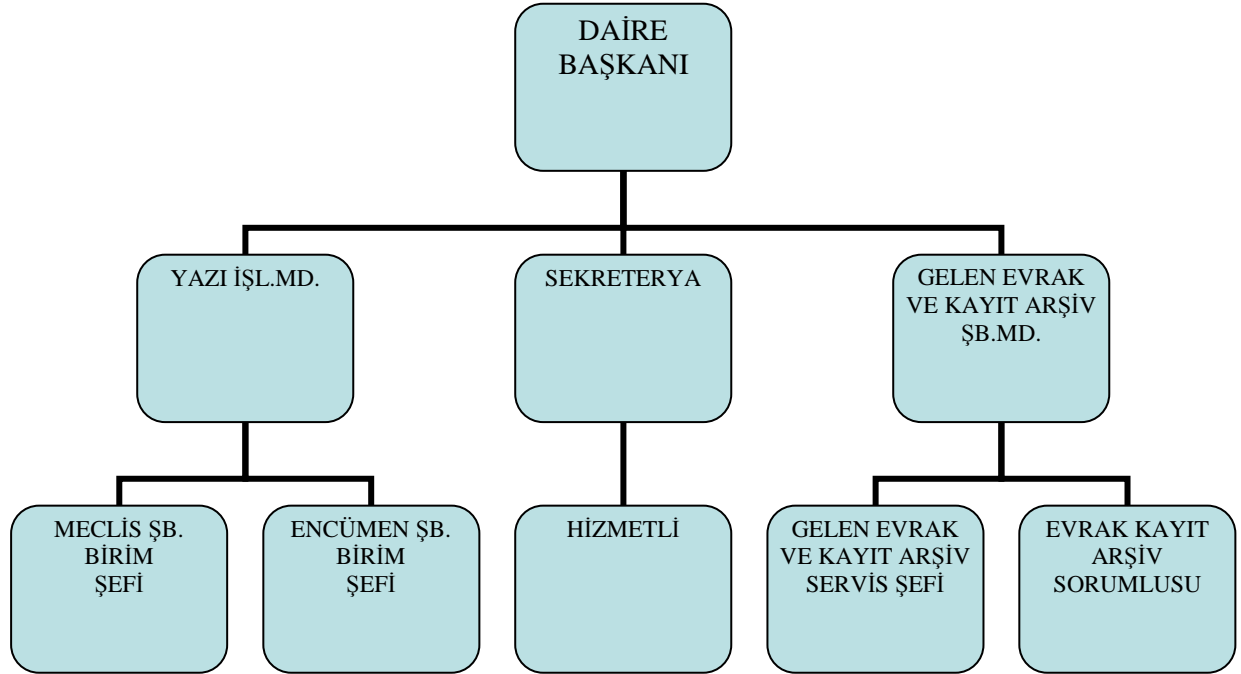 DAİRE
BAŞKANI
YAZI İŞL.MD.
SEKRETERYA
GELEN EVRAK
VE KAYIT ARŞİV
ŞB.MD.
MECLİS ŞB.
BİRİM
ŞEFİ
ENCÜMEN ŞB.
BİRİM
ŞEFİ
HİZMETLİ
GELEN EVRAK
VE KAYIT ARŞİV
SERVİS ŞEFİ
EVRAK KAYIT
ARŞİV
SORUMLUSU